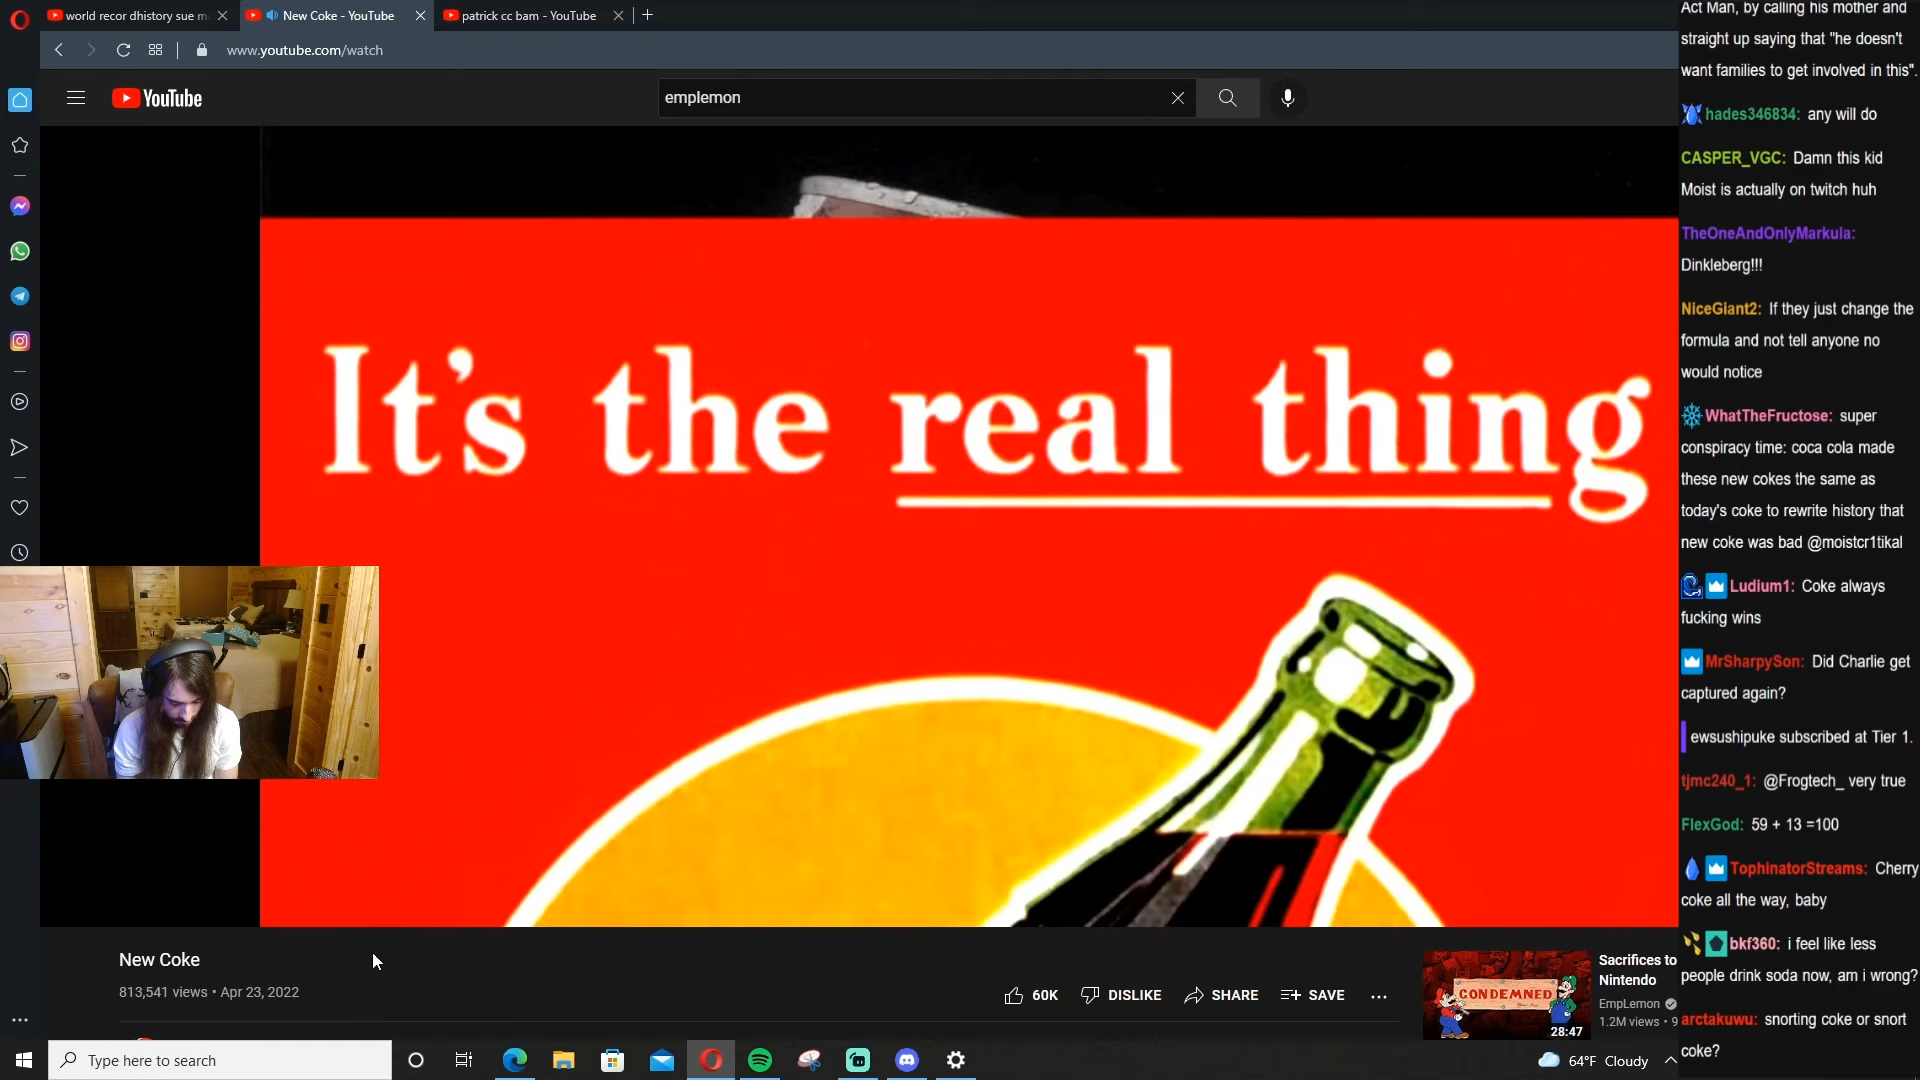 world recor dhistory sue m
New Coke - YouTube
patrick cc bam - YouTube
www.youtube.com/watch
YouTube
emplemon
It's the real thing
New Coke
813,541 views • Apr 23, 2022
60K
DISLIKE
SHARE
SAVE
CONDEMNED
28:47
Sacrifices to
Nintendo
EmpLemon
1.2M views • 9
Act Man, by calling his mother and
straight up saying that "he doesn't
want families to get involved in this".
hades346834: any will do
CASPER_VGC: Damn this kid
Moist is actually on twitch huh
TheOneAndOnlyMarkula:
Dinkleberg!!!
NiceGiant2: If they just change the
formula and not tell anyone no
would notice
WhatTheFructose: super
conspiracy time: coca cola made
these new cokes the same as
today's coke to rewrite history that
new coke was bad @moistcr1tikal
Ludium1: Coke always
fucking wins
MrSharpySon: Did Charlie get
captured again?
ewsushipuke subscribed at Tier 1.
tjmc240_1: @Frogtech_ very true
FlexGod: 59 + 13 =100
TophinatorStreams: Cherry
coke all the way, baby
bkf360: i feel like less
people drink soda now, am i wrong?
arctakuwu: snorting coke or snort
coke?
Type here to search
64°F Cloudy